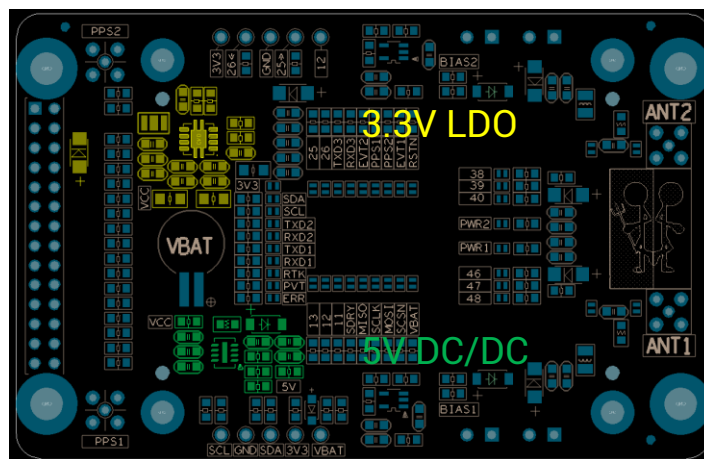 PPS2
3V3
26
GND
25
12
BIAS2
3.3V LDO
ANT2
25
26
TXD3
RXD3
EVT2
PPS1
PPS2
EVI1
RSTN
38
39
40
VCC
3V3
SDA
SCL
TXD2
RXD2
TXD1
RXD1
RTK
PVT
ERR
VBAT
PWR2
PWR1
46
47
48
VCC
13
12
11
SDRY
MISO
SCLK
MOSI
SCSN
VBAT
5V DC/DC
ANT1
5V
BIAS1
PPS1
SCL
GND
SDA
3V3
VBAT